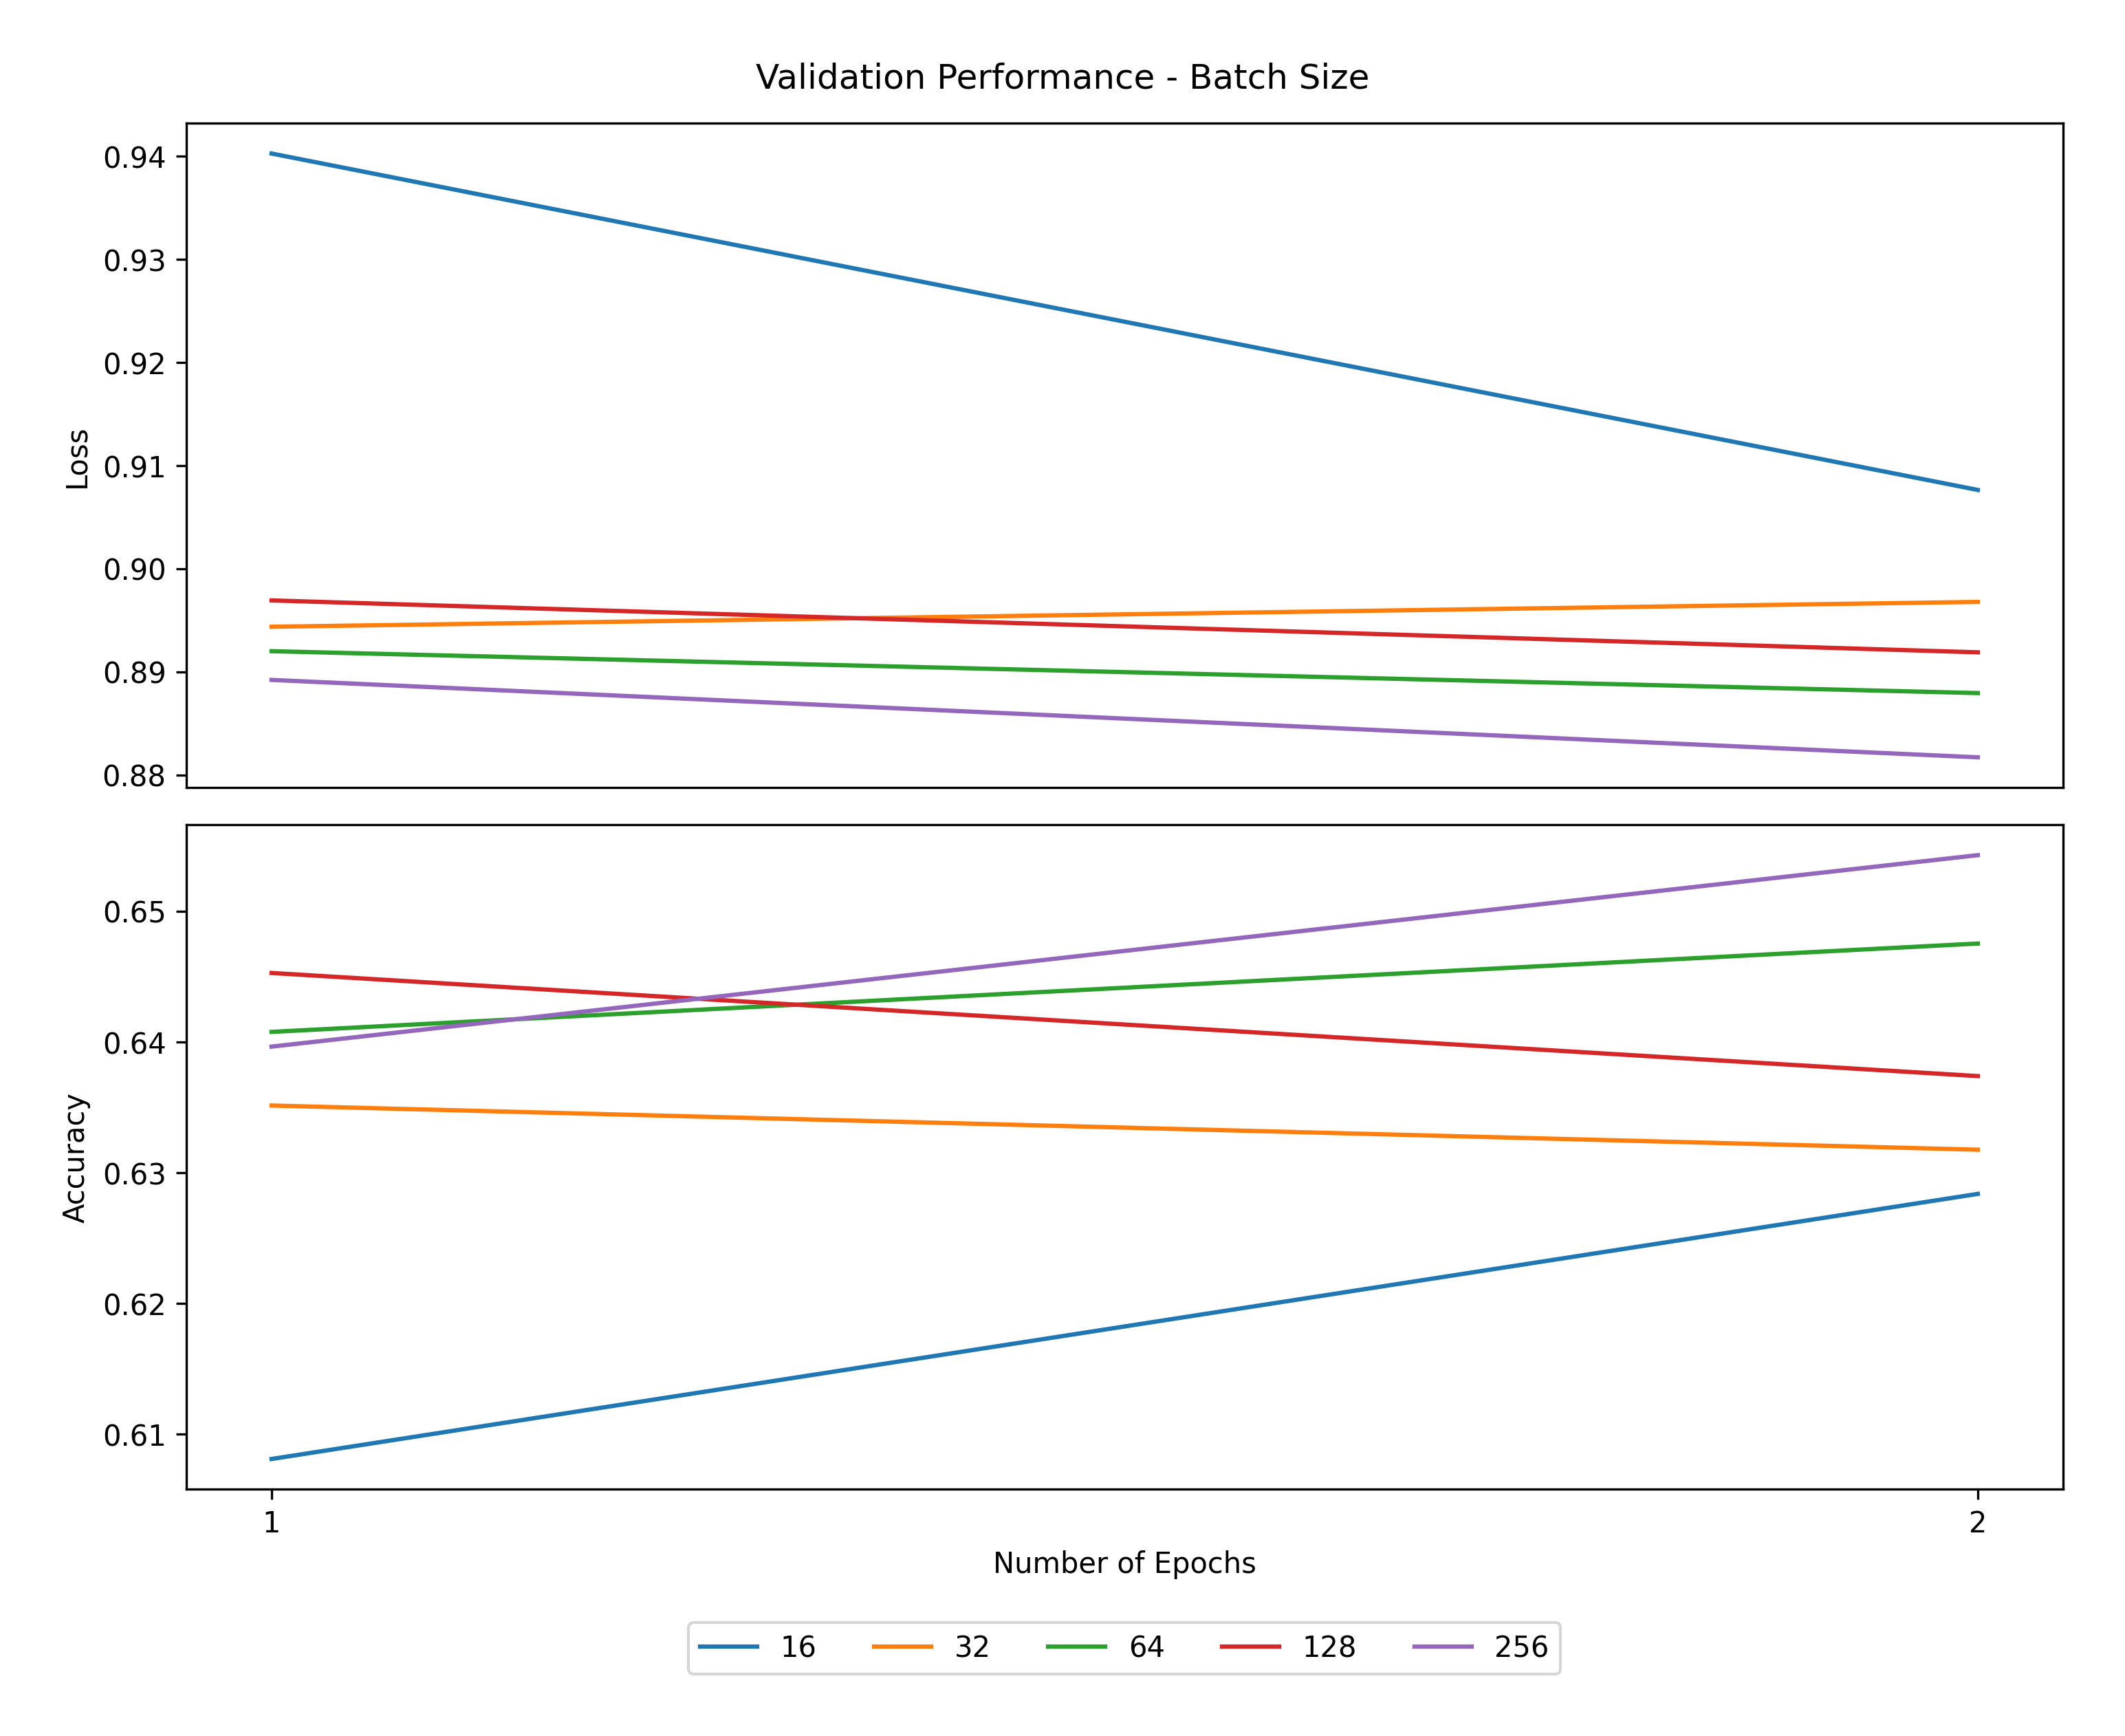 Validation Performance - Batch Size
0.94
0.93
0.92
0.91
0.90
0.89
0.88
Loss
0.65
0.64
0.63
0.62
0.61
Accuracy
1 2
Number of Epochs
16 32 64 128 256